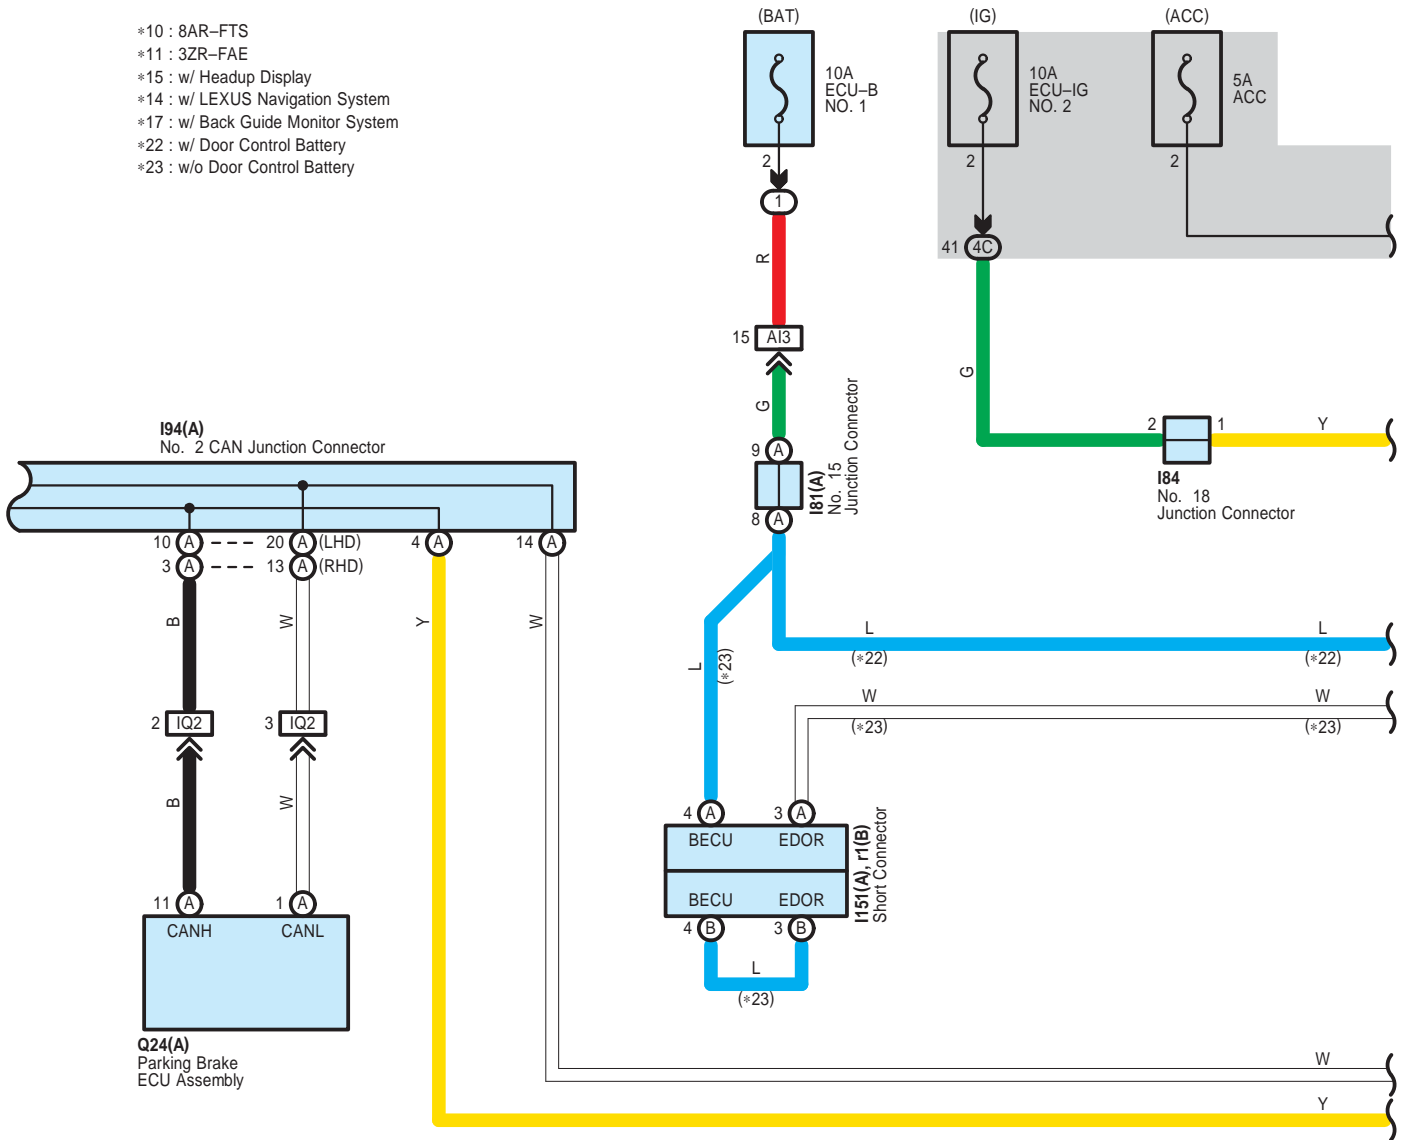 ∗10 : 8AR–FTS
∗11 : 3ZR–FAE
∗15 : w/ Headup Display
∗14 : w/ LEXUS Navigation System
∗17 : w/ Back Guide Monitor System
∗22 : w/ Door Control Battery
∗23 : w/o Door Control Battery
(BAT)
(IG)
(ACC)
10A
ECU–B
NO. 1
10A
ECU–IG
NO. 2
5A
ACC
2
2
2
1
41 4C
R
15 AI3
G
G
9 A
I81(A)
No. 15
Junction Connector
8 A
2
1
Y
I84
No. 18
Junction Connector
I94(A)
No. 2 CAN Junction Connector
10 A
20 A (LHD)
4 A
14 A
3 A
13 A (RHD)
B
W
Y
W
L
(∗22)
L
(∗22)
L
(∗23)
W
(∗23)
W
(∗23)
2 IQ2
3 IQ2
B
W
4 A
3 A
BECU
EDOR
BECU
EDOR
I151(A), r1(B)
Short Connector
4 B
3 B
L
(∗23)
11 A
1 A
CANH
CANL
Q24(A)
Parking Brake
ECU Assembly
W
Y